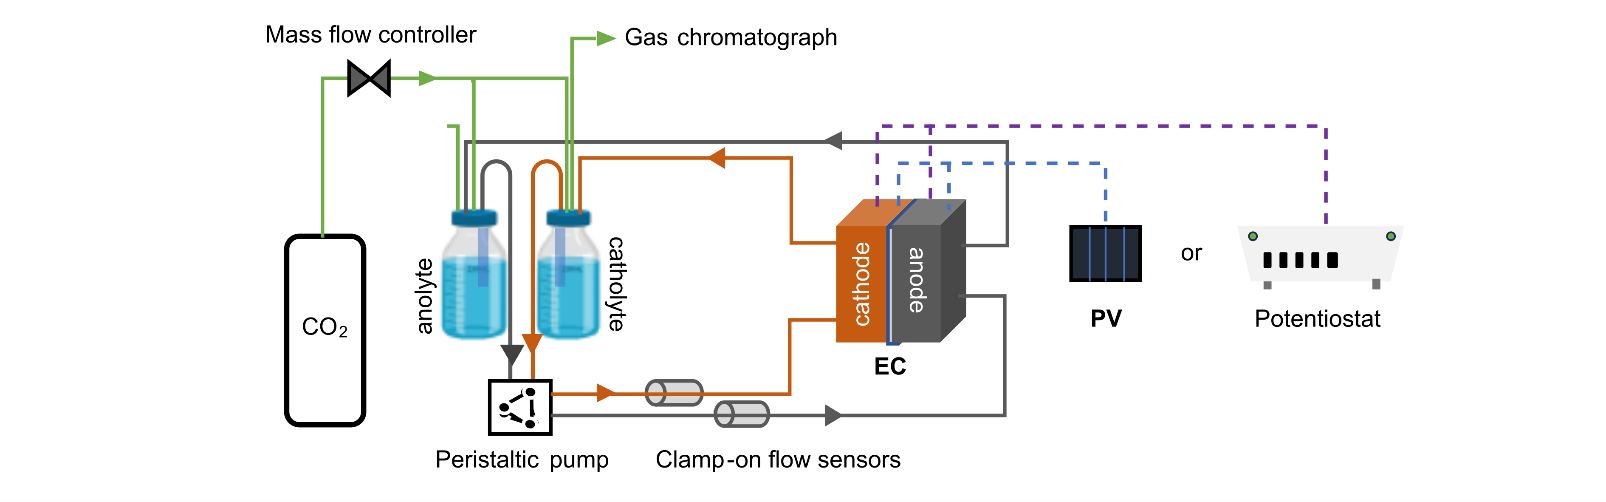 Mass flow controller
Gas chromatograph
anolyte
catholyte
cathode
anode
CO₂
EC
PV
or
Potentiostat
Peristaltic pump
Clamp-on flow sensors